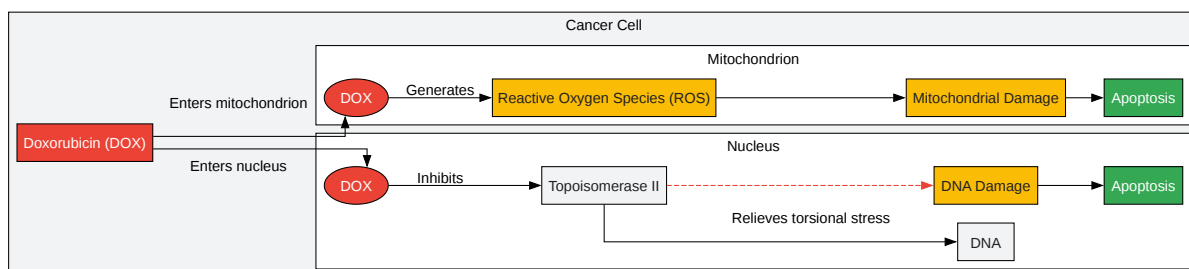 Cancer Cell
Mitochondrion
Enters mitochondrion
DOX
Generates
Reactive Oxygen Species (ROS)
Mitochondrial Damage
Apoptosis
Doxorubicin (DOX)
Enters nucleus
Nucleus
DOX
Inhibits
Topoisomerase II
DNA Damage
Apoptosis
Relieves torsional stress
DNA